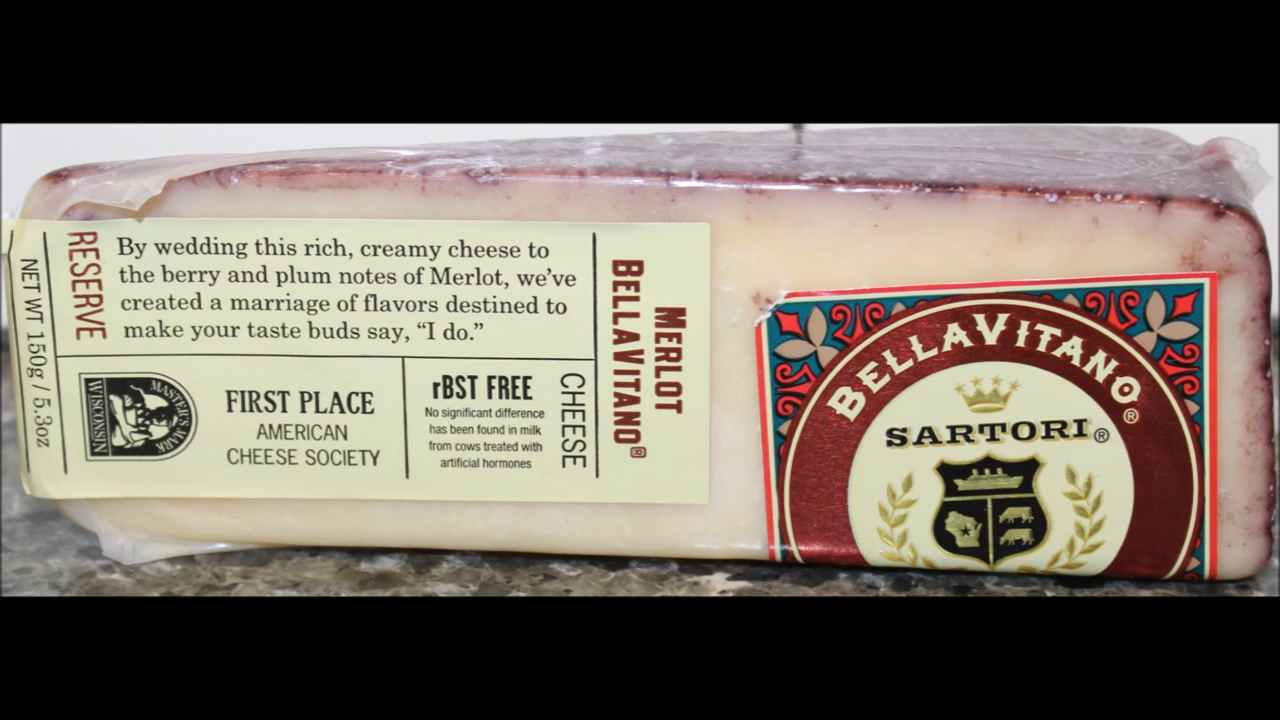 NET WT 150g / 5.3oz
RESERVE
By wedding this rich, creamy cheese to
the berry and plum notes of Merlot, we've
created a marriage of flavors destined to
make your taste buds say, “I do.”
MASTER'S MARK
WISCONSIN
FIRST PLACE
AMERICAN
CHEESE SOCIETY
rBST FREE
No significant difference
has been found in milk
from cows treated with
artificial hormones
CHEESE
MERLOT
BELLAVITANO®
BELLAVITANO®
SARTORI®